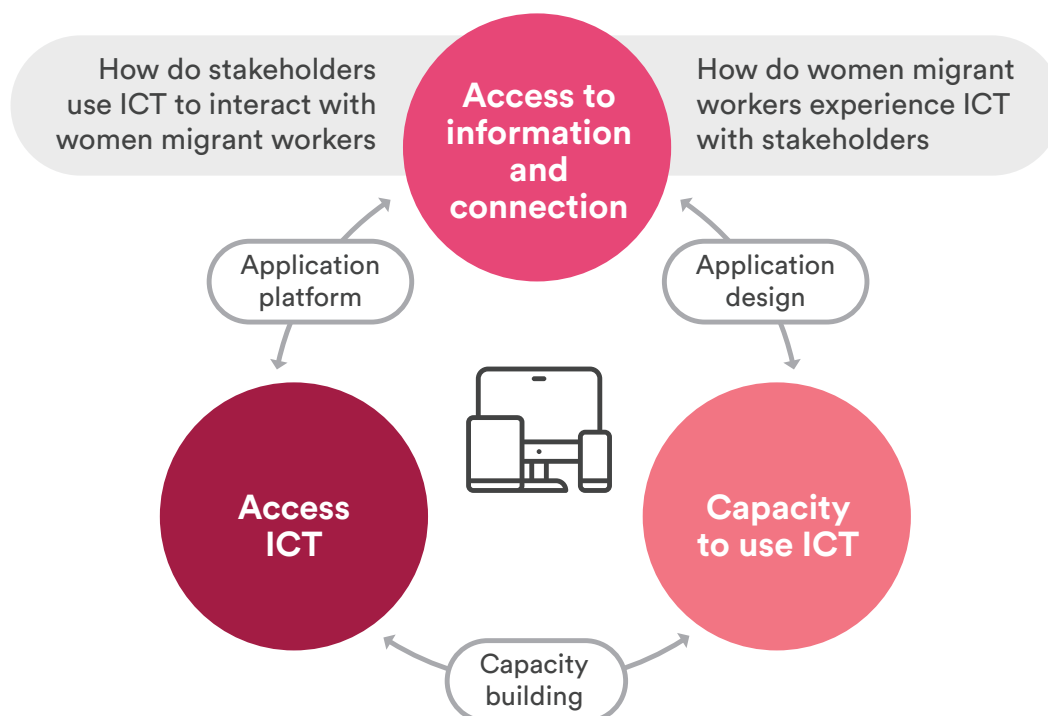 How do stakeholders
use ICT to interact with
women migrant workers
Access to
information
and
connection
How do women migrant
workers experience ICT
with stakeholders
Application
platform
Application
design
Access
ICT
Capacity
to use ICT
Capacity
building